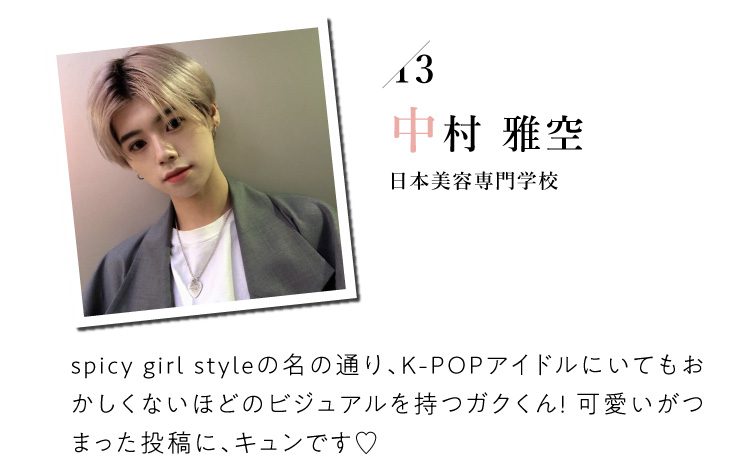 13
中村 雅空
日本美容専門学校
spicy girl styleの名の通り、K-POPアイドルにいてもお
かしくないほどのビジュアルを持つガクくん! 可愛いがつ
まった投稿に、キュンです♡